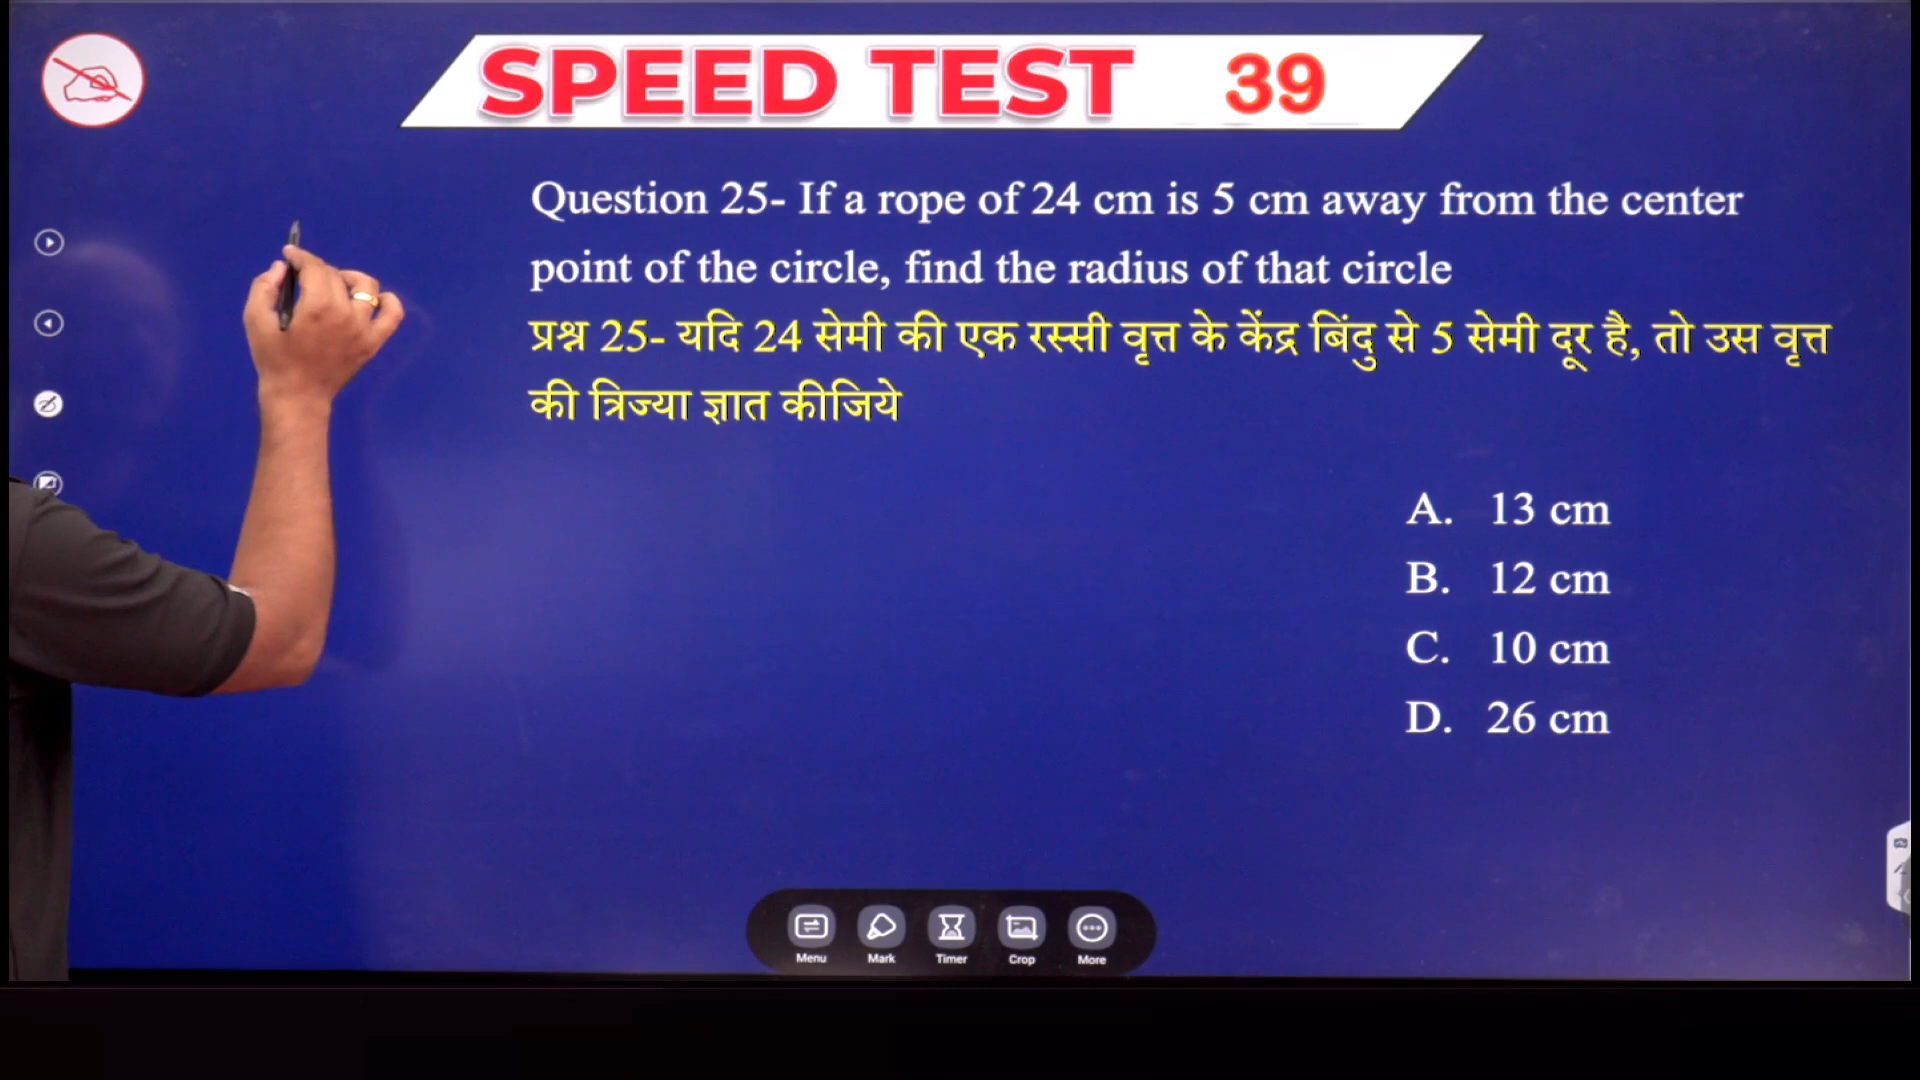 SPEED TEST 39
Question 25- If a rope of 24 cm is 5 cm away from the center
point of the circle, find the radius of that circle
प्रश्न 25- यदि 24 सेमी की एक रस्सी वृत्त के केंद्र बिंदु से 5 सेमी दूर है, तो उस वृत्त
की त्रिज्या ज्ञात कीजिये
A. 13 cm
B. 12 cm
C. 10 cm
D. 26 cm
Menu Mark Timer Crop More